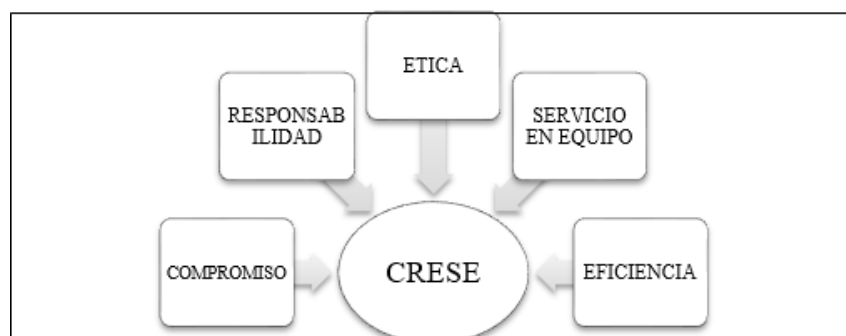 ETICA
RESPONSAB
ILIDAD
SERVICIO
EN EQUIPO
COMPROMISO
CRESE
EFICIENCIA